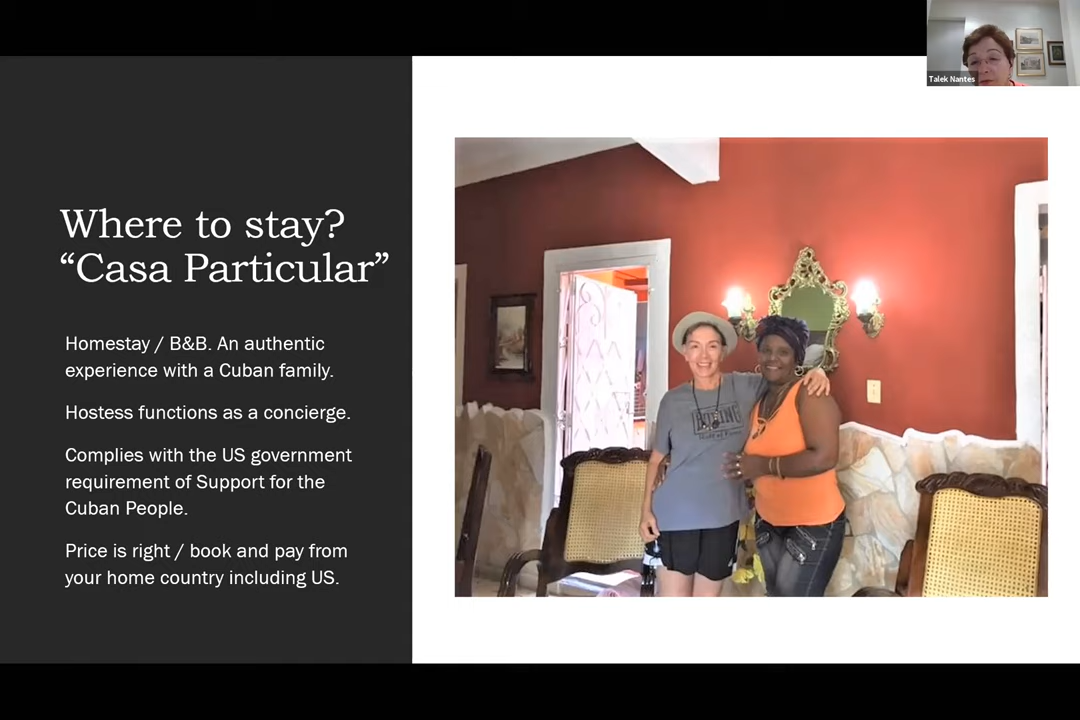 Talek Nantes
Where to stay?
“Casa Particular”
Homestay / B&B. An authentic
experience with a Cuban family.
Hostess functions as a concierge.
Complies with the US government
requirement of Support for the
Cuban People.
Price is right / book and pay from
your home country including US.